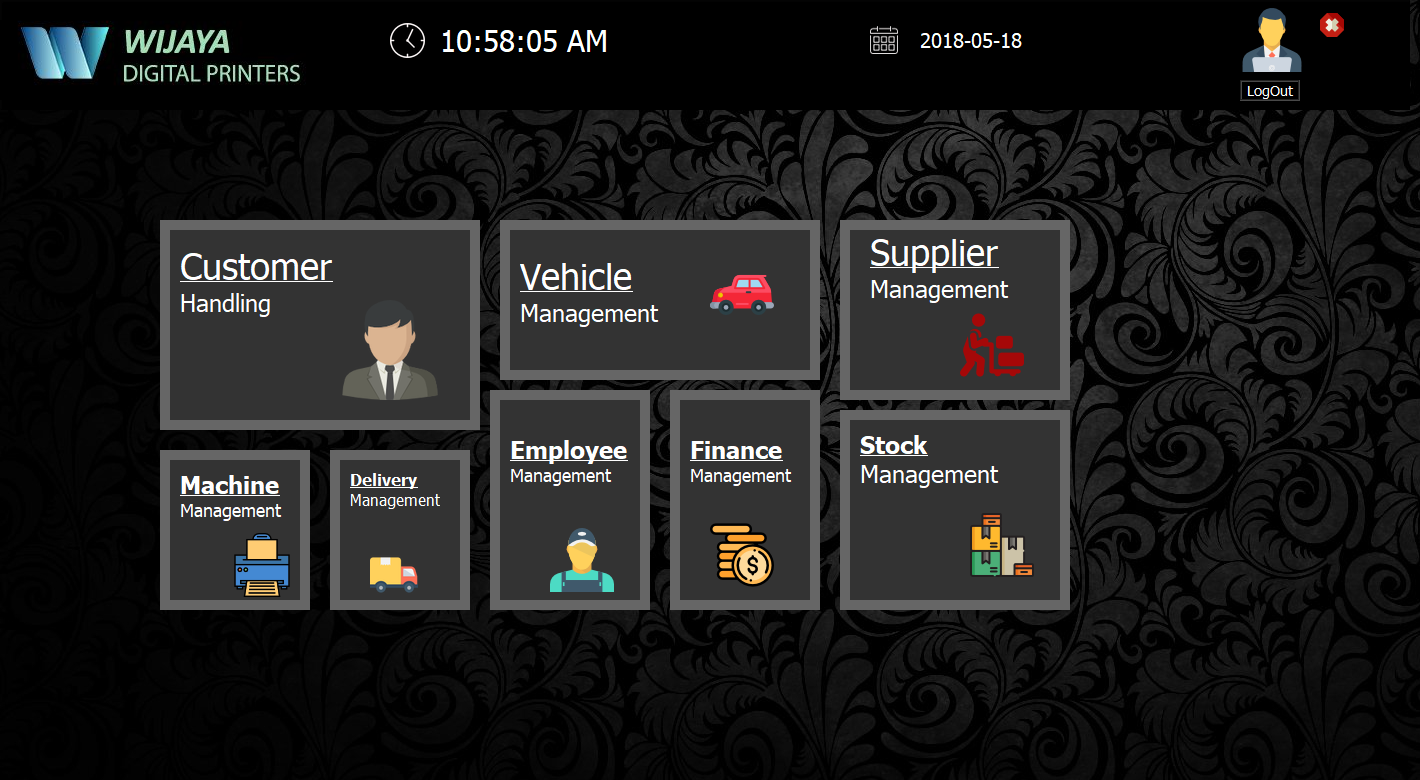 WIJAYA
DIGITAL PRINTERS
10:58:05 AM
2018-05-18
LogOut
Customer
Handling
Vehicle
Management
Supplier
Management
Machine
Management
Delivery
Management
Employee
Management
Finance
Management
Stock
Management